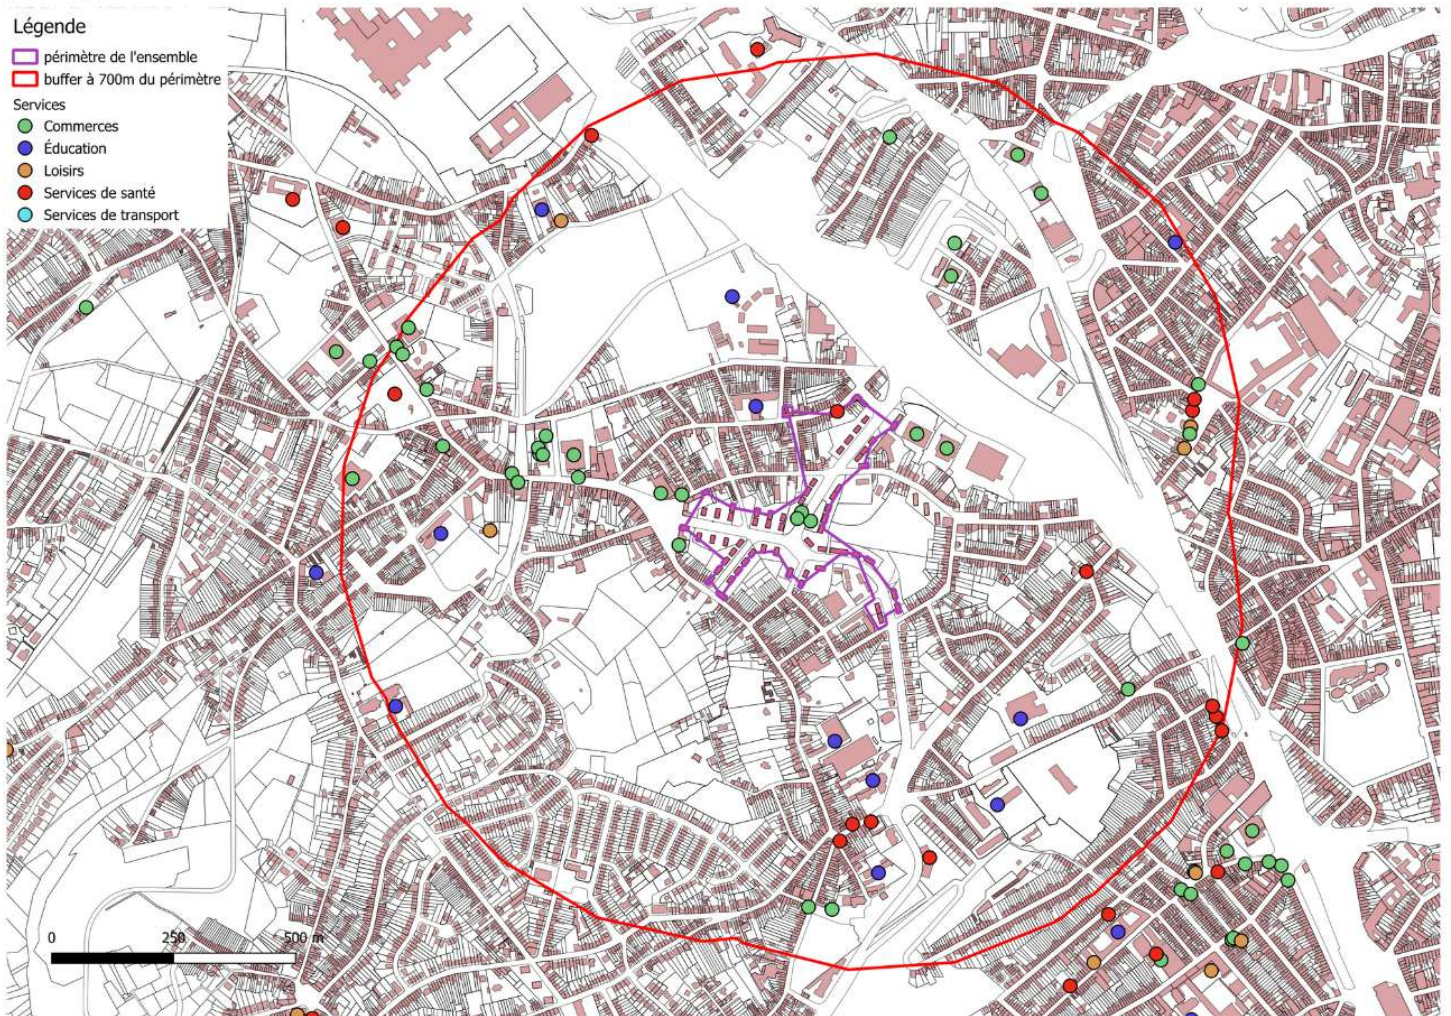 Légende
périmètre de l'ensemble
buffer à 700m du périmètre
Services
Commerces
Éducation
Loisirs
Services de santé
Services de transport
0 250 500 m